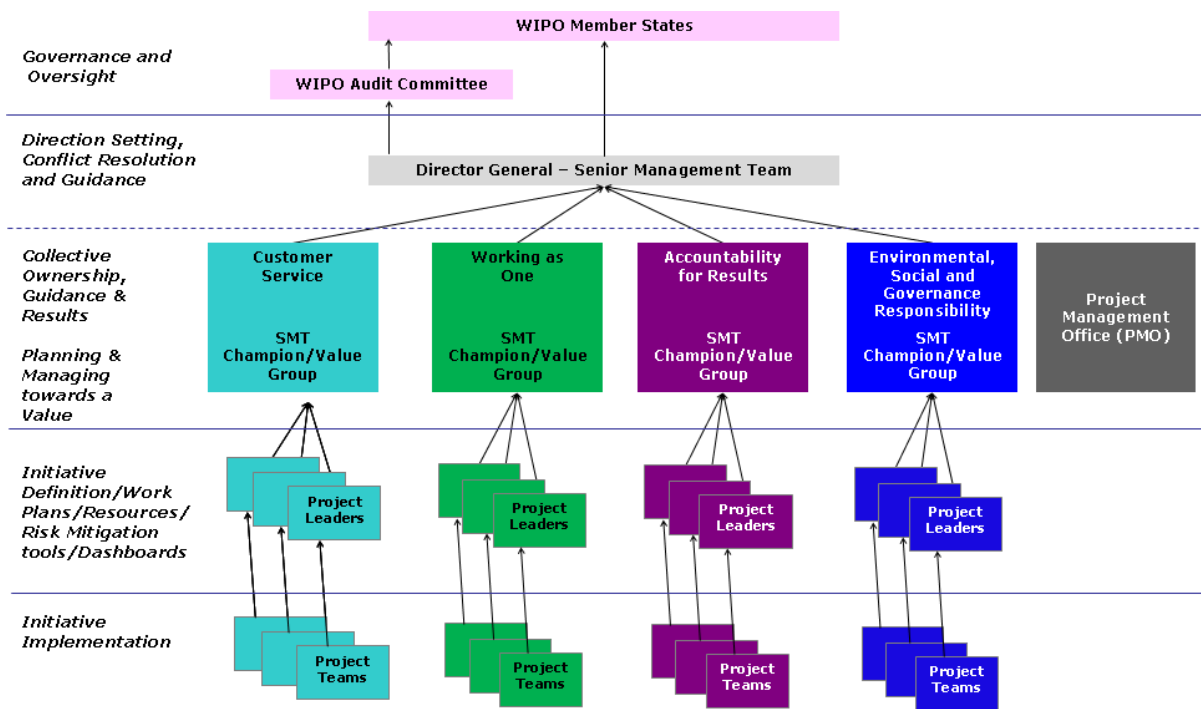 WIPO Member States
Governance and
Oversight
WIPO Audit Committee
Direction Setting,
Conflict Resolution
and Guidance
Director General – Senior Management Team
Collective
Ownership,
Guidance &
Results
Planning &
Managing
towards a
Value
Customer
Service
SMT
Champion/Value
Group
Working as
One
SMT
Champion/Value
Group
Accountability
for Results
SMT
Champion/Value
Group
Environmental,
Social and
Governance
Responsibility
SMT
Champion/Value
Group
Project
Management
Office (PMO)
Initiative
Definition/Work
Plans/Resources/
Risk Mitigation
tools/Dashboards
Project
Leaders
Project
Leaders
Project
Leaders
Project
Leaders
Initiative
Implementation
Project
Teams
Project
Teams
Project
Teams
Project
Teams